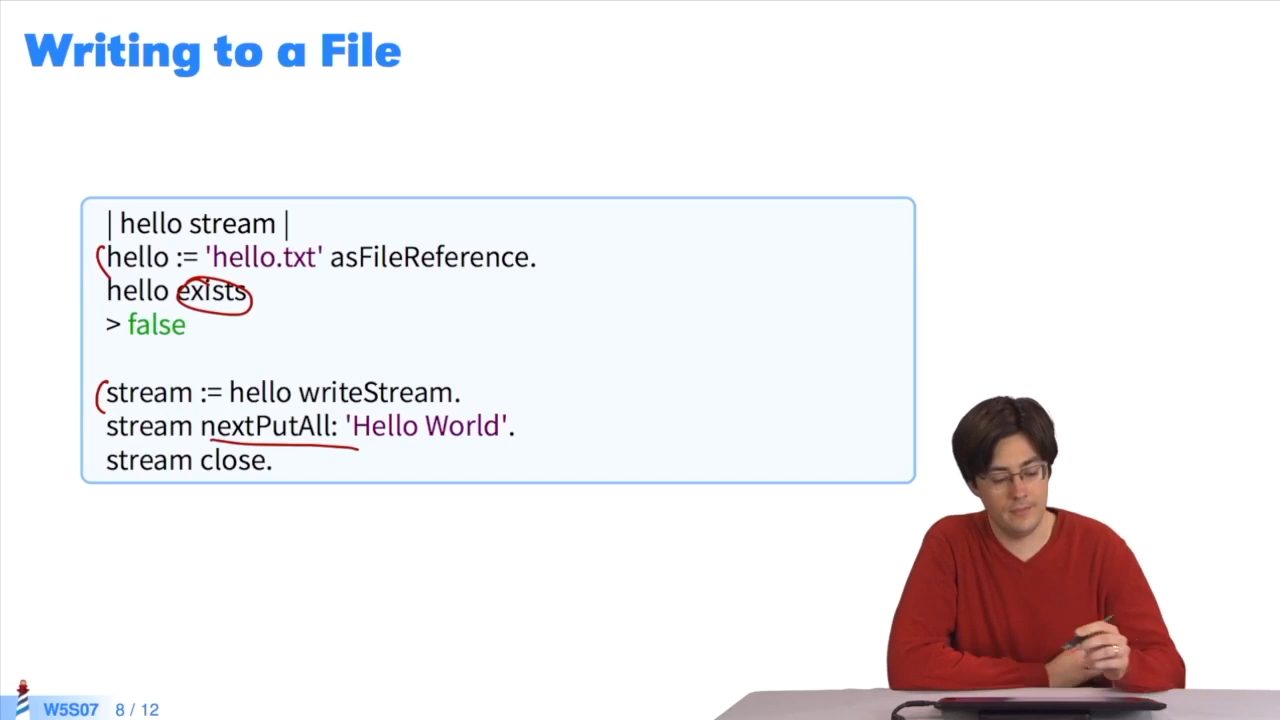 Writing to a File
| hello stream |
hello := 'hello.txt' asFileReference.
hello exists
> false
stream := hello writeStream.
stream nextPutAll: 'Hello World'.
stream close.
W5S07 8 / 12